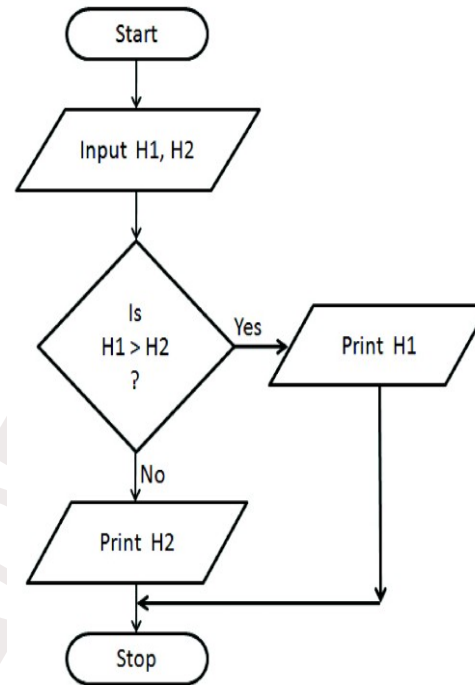 Start
Input H1, H2
Is
H1 > H2
?
Yes
Print H1
No
Print H2
Stop